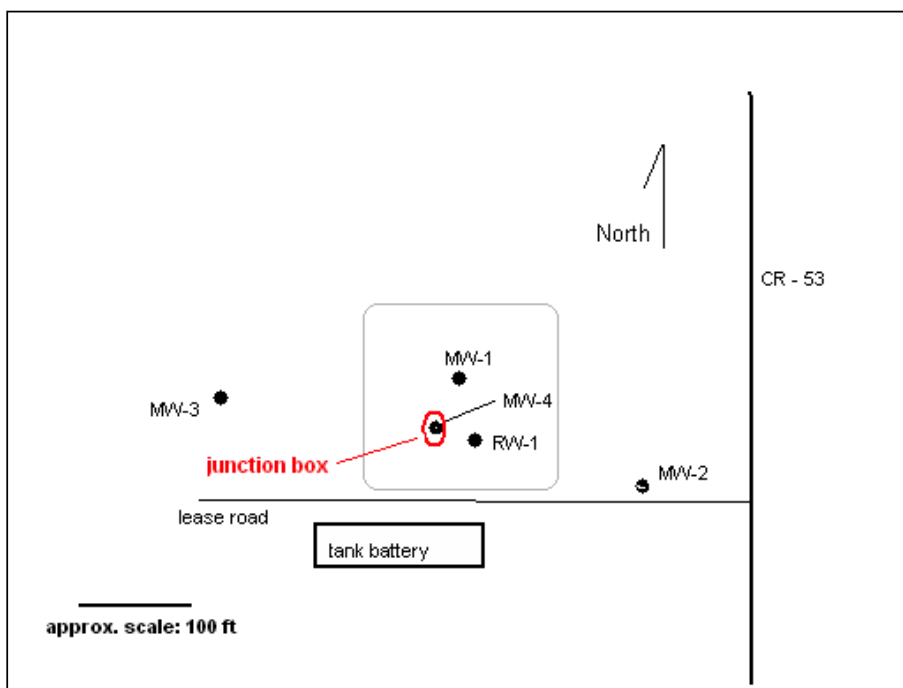 North
CR - 53
MW-1
MW-3
MW-4
RW-1
junction box
MW-2
lease road
tank battery
approx. scale: 100 ft